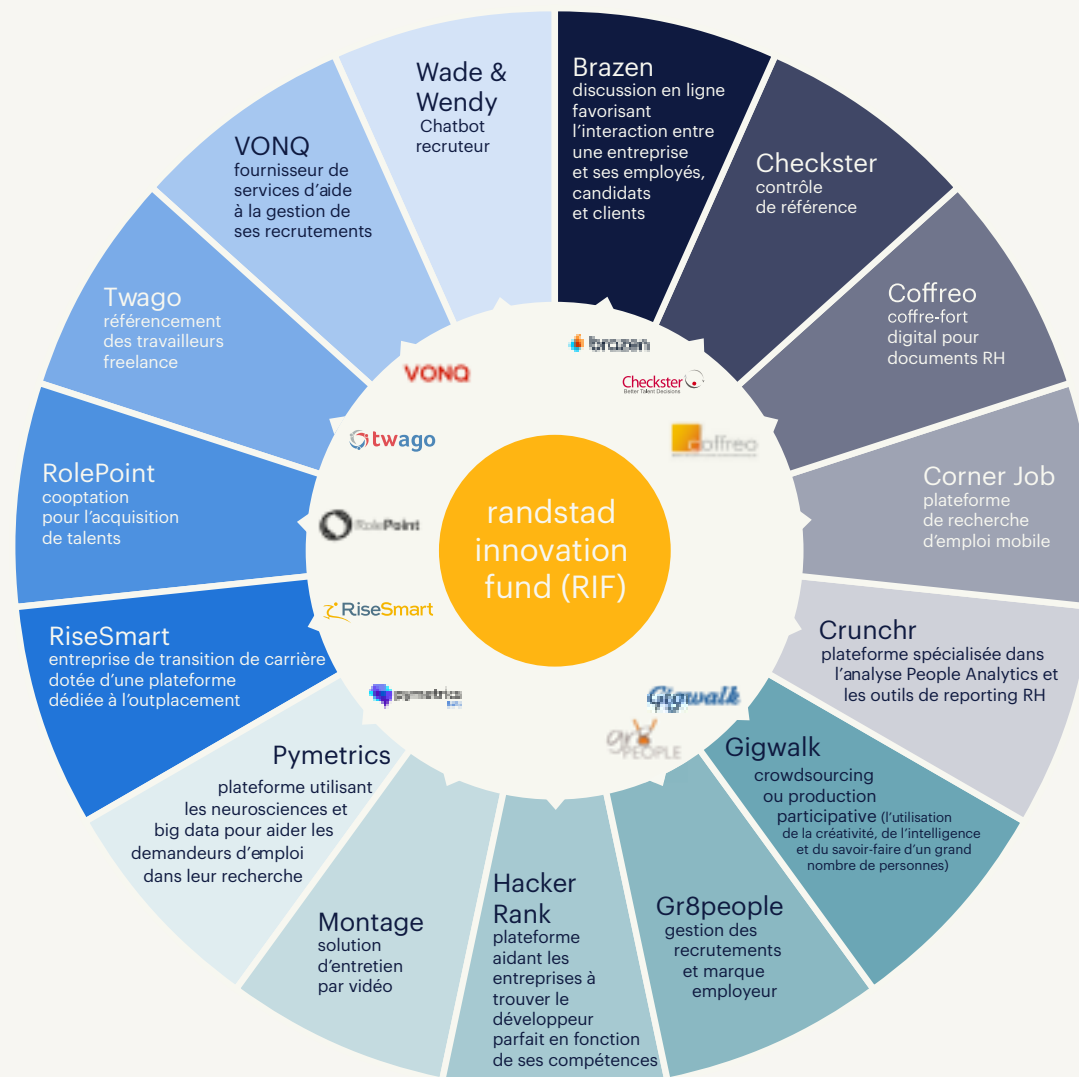 Wade &
Wendy
Chatbot
recruteur
Brazen
discussion en ligne
favorisant
l'interaction entre
une entreprise
et ses employés,
candidats
et clients
Checkster
contrôle
de référence
Coffreo
coffre-fort
digital pour
documents RH
Corner Job
plateforme
de recherche
d'emploi mobile
Crunchr
plateforme spécialisée dans
l'analyse People Analytics et
les outils de reporting RH
Gigwalk
crowdsourcing
ou production
participative (l'utilisation
de la créativité, de l'intelligence
et du savoir-faire d'un grand
nombre de personnes)
Gr8people
gestion des
recrutements
et marque
employeur
Hacker
Rank
plateforme
aidant les
entreprises à
trouver le
développeur
parfait en fonction
de ses compétences
Montage
solution
d'entretien
par vidéo
Pymetrics
plateforme utilisant
les neurosciences et
big data pour aider les
demandeurs d'emploi
dans leur recherche
RiseSmart
entreprise de transition de carrière
dotée d'une plateforme
dédiée à l'outplacement
RolePoint
cooptation
pour l'acquisition
de talents
Twago
référencement
des travailleurs
freelance
VONQ
fournisseur de
services d'aide
à la gestion de
ses recrutements
brazen
Checkster
Better Talent Decisions
coffreo
Gigwalk
gr8
PEOPLE
pymetrics
RiseSmart
RolePoint
twago
VONQ
randstad
innovation
fund (RIF)